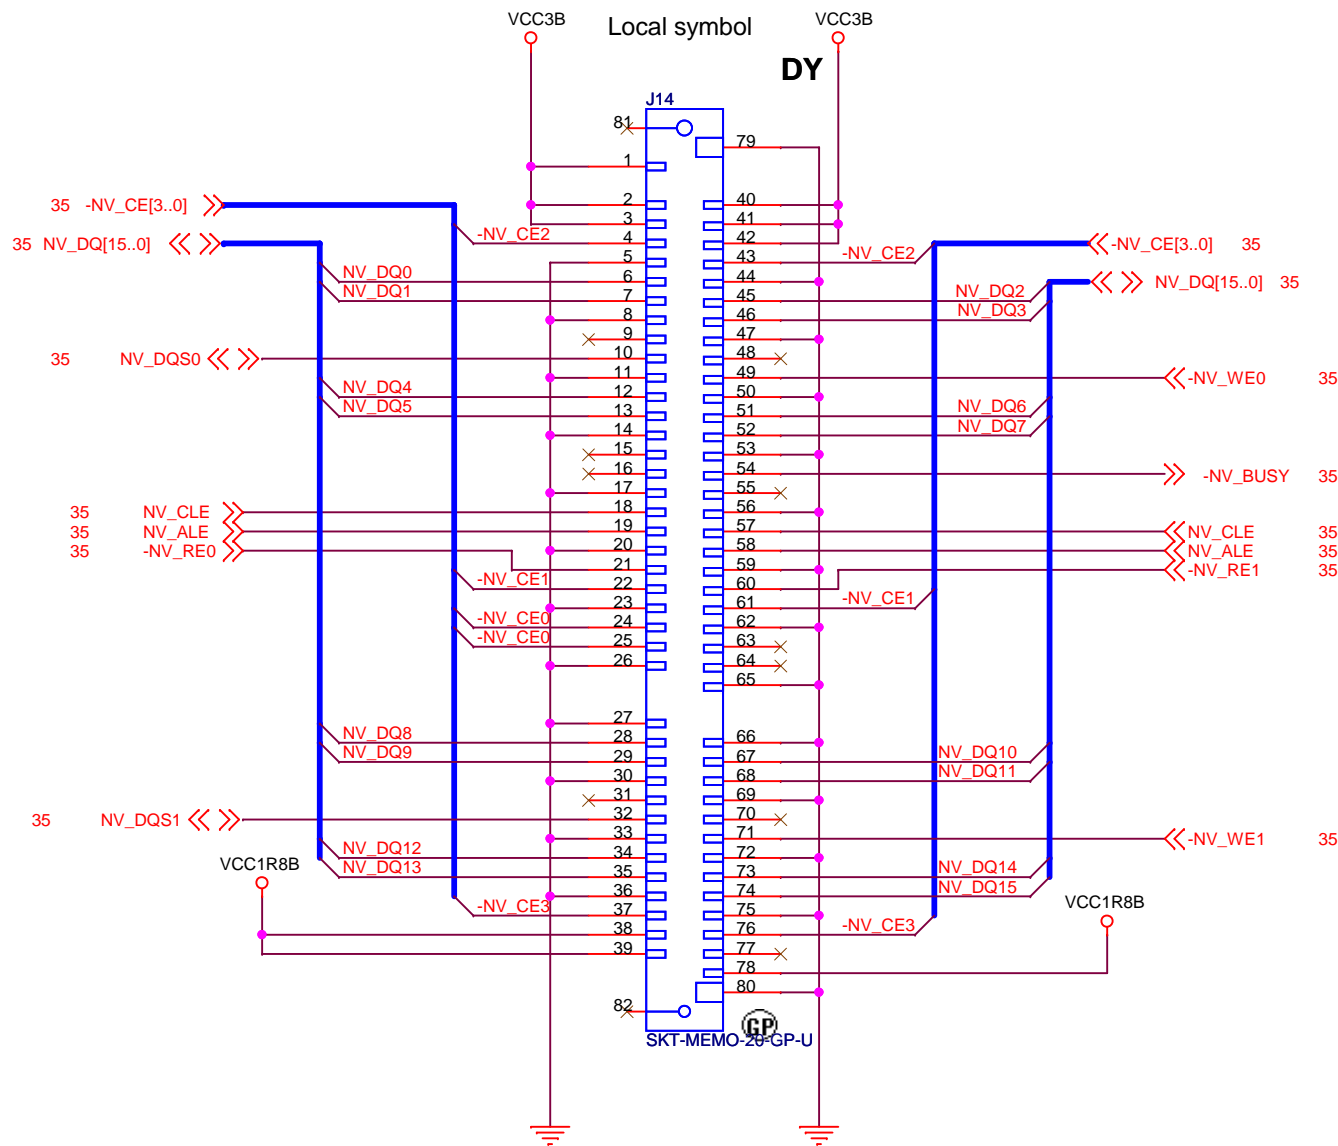 VCC3B Local symbol VCC3B
DY
J14
81
79
1
35 -NV_CE[3..0] 2 40
3 41
35 NV_DQ[15..0] -NV_CE2 4 42 -NV_CE[3..0] 35
5 43 -NV_CE2
NV_DQ0 6 44 NV_DQ[15..0] 35
NV_DQ1 7 45 NV_DQ2
8 46 NV_DQ3
9 47
35 NV_DQS0 10 48
11 49 -NV_WE0 35
NV_DQ4 12 50
NV_DQ5 13 51 NV_DQ6
14 52 NV_DQ7
15 53
16 54 -NV_BUSY 35
17 55
35 NV_CLE 18 56
35 NV_ALE 19 57 NV_CLE 35
35 -NV_RE0 20 58 NV_ALE 35
21 59 -NV_RE1 35
-NV_CE1 22 60
23 61 -NV_CE1
-NV_CE0 24 62
-NV_CE0 25 63
26 64
65
27
NV_DQ8 28 66
NV_DQ9 29 67 NV_DQ10
30 68 NV_DQ11
31 69
35 NV_DQS1 32 70
33 71 -NV_WE1 35
NV_DQ12 34 72
VCC1R8B NV_DQ13 35 73 NV_DQ14
36 74 NV_DQ15
-NV_CE3 37 75 VCC1R8B
38 76 -NV_CE3
39 77
78
80
82
GP
SKT-MEMO-20-GP-U